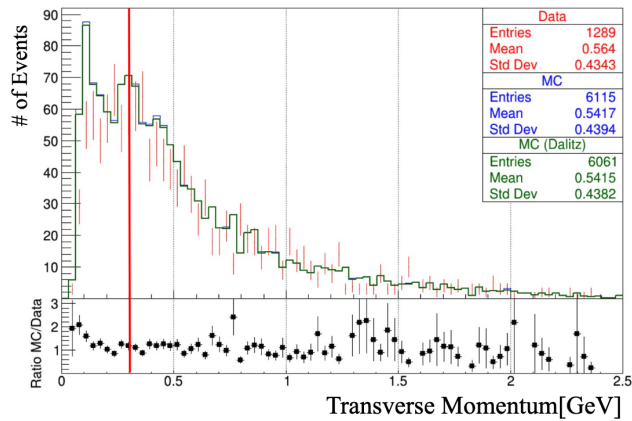 # of Events
90
80
70
60
50
40
30
20
10
Data
Entries 1289
Mean 0.564
Std Dev 0.4343
MC
Entries 6115
Mean 0.5417
Std Dev 0.4394
MC (Dalitz)
Entries 6061
Mean 0.5415
Std Dev 0.4382
Ratio MC/Data
3
2
1
0 0.5 1 1.5 2 2.5
Transverse Momentum[GeV]